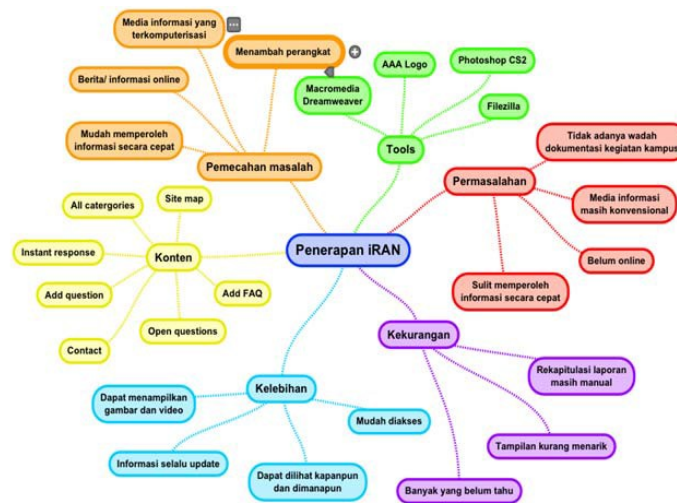 Media informasi yang
terkomputerisasi
Menambah perangkat
Berita/ informasi online
Mudah memperoleh
informasi secara cepat
Pemecahan masalah
AAA Logo
Photoshop CS2
Macromedia
Dreamweaver
Filezilla
Tools
Tidak adanya wadah
dokumentasi kegiatan kampus
Permasalahan
Media informasi
masih konvensional
Belum online
Sulit memperoleh
informasi secara cepat
Penerapan iRAN
Site map
All catergories
Instant response
Konten
Add question
Add FAQ
Open questions
Contact
Kekurangan
Rekapitulasi laporan
masih manual
Tampilan kurang menarik
Banyak yang belum tahu
Kelebihan
Dapat menampilkan
gambar dan video
Mudah diakses
Informasi selalu update
Dapat dilihat kapanpun
dan dimanapun